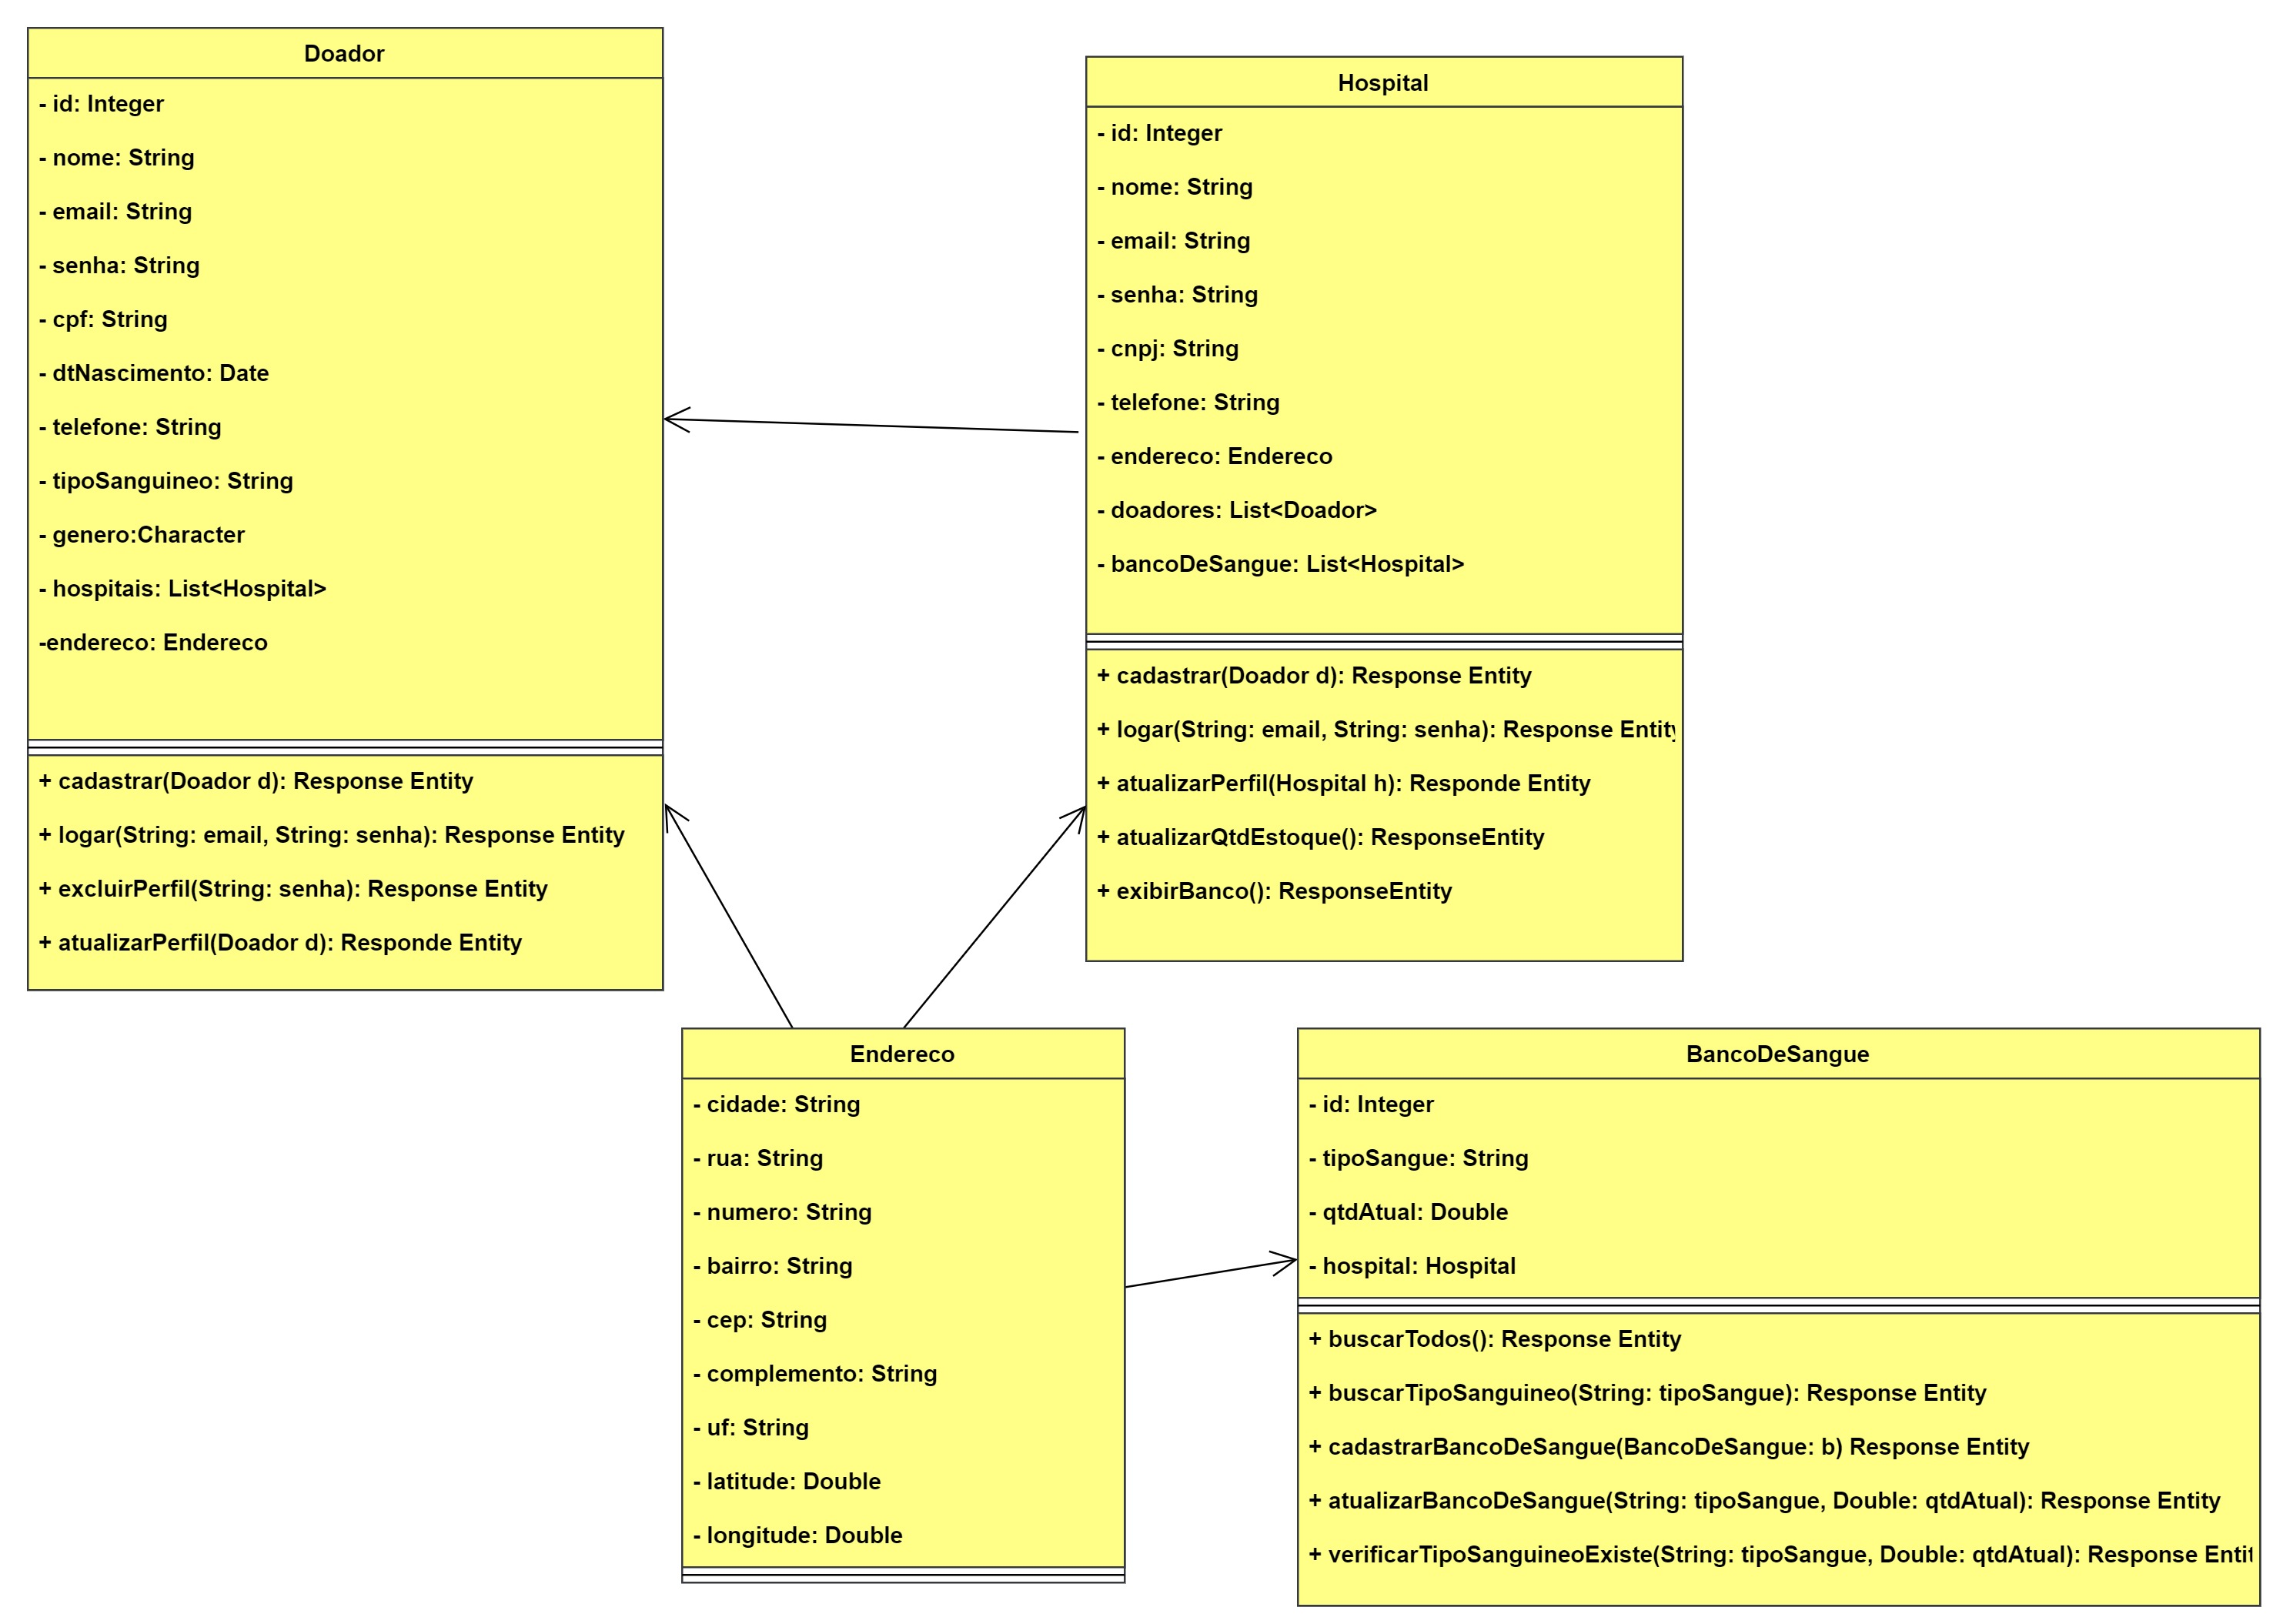 Doador
- id: Integer
- nome: String
- email: String
- senha: String
- cpf: String
- dtNascimento: Date
- telefone: String
- tipoSanguineo: String
- genero:Character
- hospitais: List<Hospital>
-endereco: Endereco
+ cadastrar(Doador d): Response Entity
+ logar(String: email, String: senha): Response Entity
+ excluirPerfil(String: senha): Response Entity
+ atualizarPerfil(Doador d): Responde Entity
Hospital
- id: Integer
- nome: String
- email: String
- senha: String
- cnpj: String
- telefone: String
- endereco: Endereco
- doadores: List<Doador>
- bancoDeSangue: List<Hospital>
+ cadastrar(Doador d): Response Entity
+ logar(String: email, String: senha): Response Entity
+ atualizarPerfil(Hospital h): Responde Entity
+ atualizarQtdEstoque(): ResponseEntity
+ exibirBanco(): ResponseEntity
Endereco
- cidade: String
- rua: String
- numero: String
- bairro: String
- cep: String
- complemento: String
- uf: String
- latitude: Double
- longitude: Double
BancoDeSangue
- id: Integer
- tipoSangue: String
- qtdAtual: Double
- hospital: Hospital
+ buscarTodos(): Response Entity
+ buscarTipoSanguineo(String: tipoSangue): Response Entity
+ cadastrarBancoDeSangue(BancoDeSangue: b) Response Entity
+ atualizarBancoDeSangue(String: tipoSangue, Double: qtdAtual): Response Entity
+ verificarTipoSanguineoExiste(String: tipoSangue, Double: qtdAtual): Response Entit